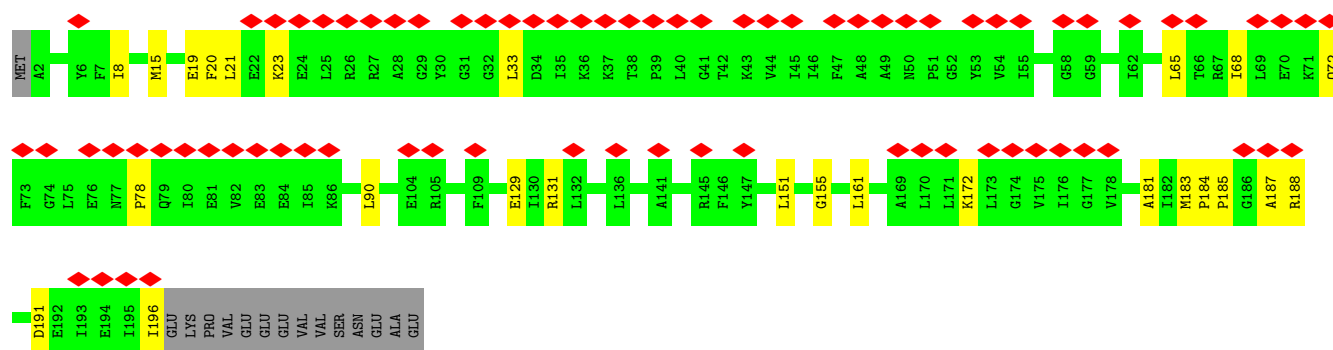 MET A2 Y6 F7 I8 M15 E19 F20 L21 E22 K23 E24 L25 R26 R27 A28 G29 Y30 G31 G32 L33 D34 I35 K36 K37 T38 P39 L40 G41 T42 K43 V44 I45 I46 F47 A48 A49 N50 P51 G52 Y53 V54 I55 G58 G59 I62 L65 T66 R67 I68 L69 E70 K71
F73 G74 L75 E76 N77 P78 Q79 I80 E81 V82 E83 E84 I85 K86 L90 E104 R105 F109 E129 I130 R131 L132 L136 A141 R145 F146 Y147 L151 G155 L161 A169 L170 L171 K172 L173 G174 V175 I176 G177 V178 A181 I182 M183 P184 P185 G186 A187 R188
D191 E192 I193 E194 I195 I196 GLU LYS PRO VAL GLU GLU GLU VAL VAL SER ASN GLU ALA GLU